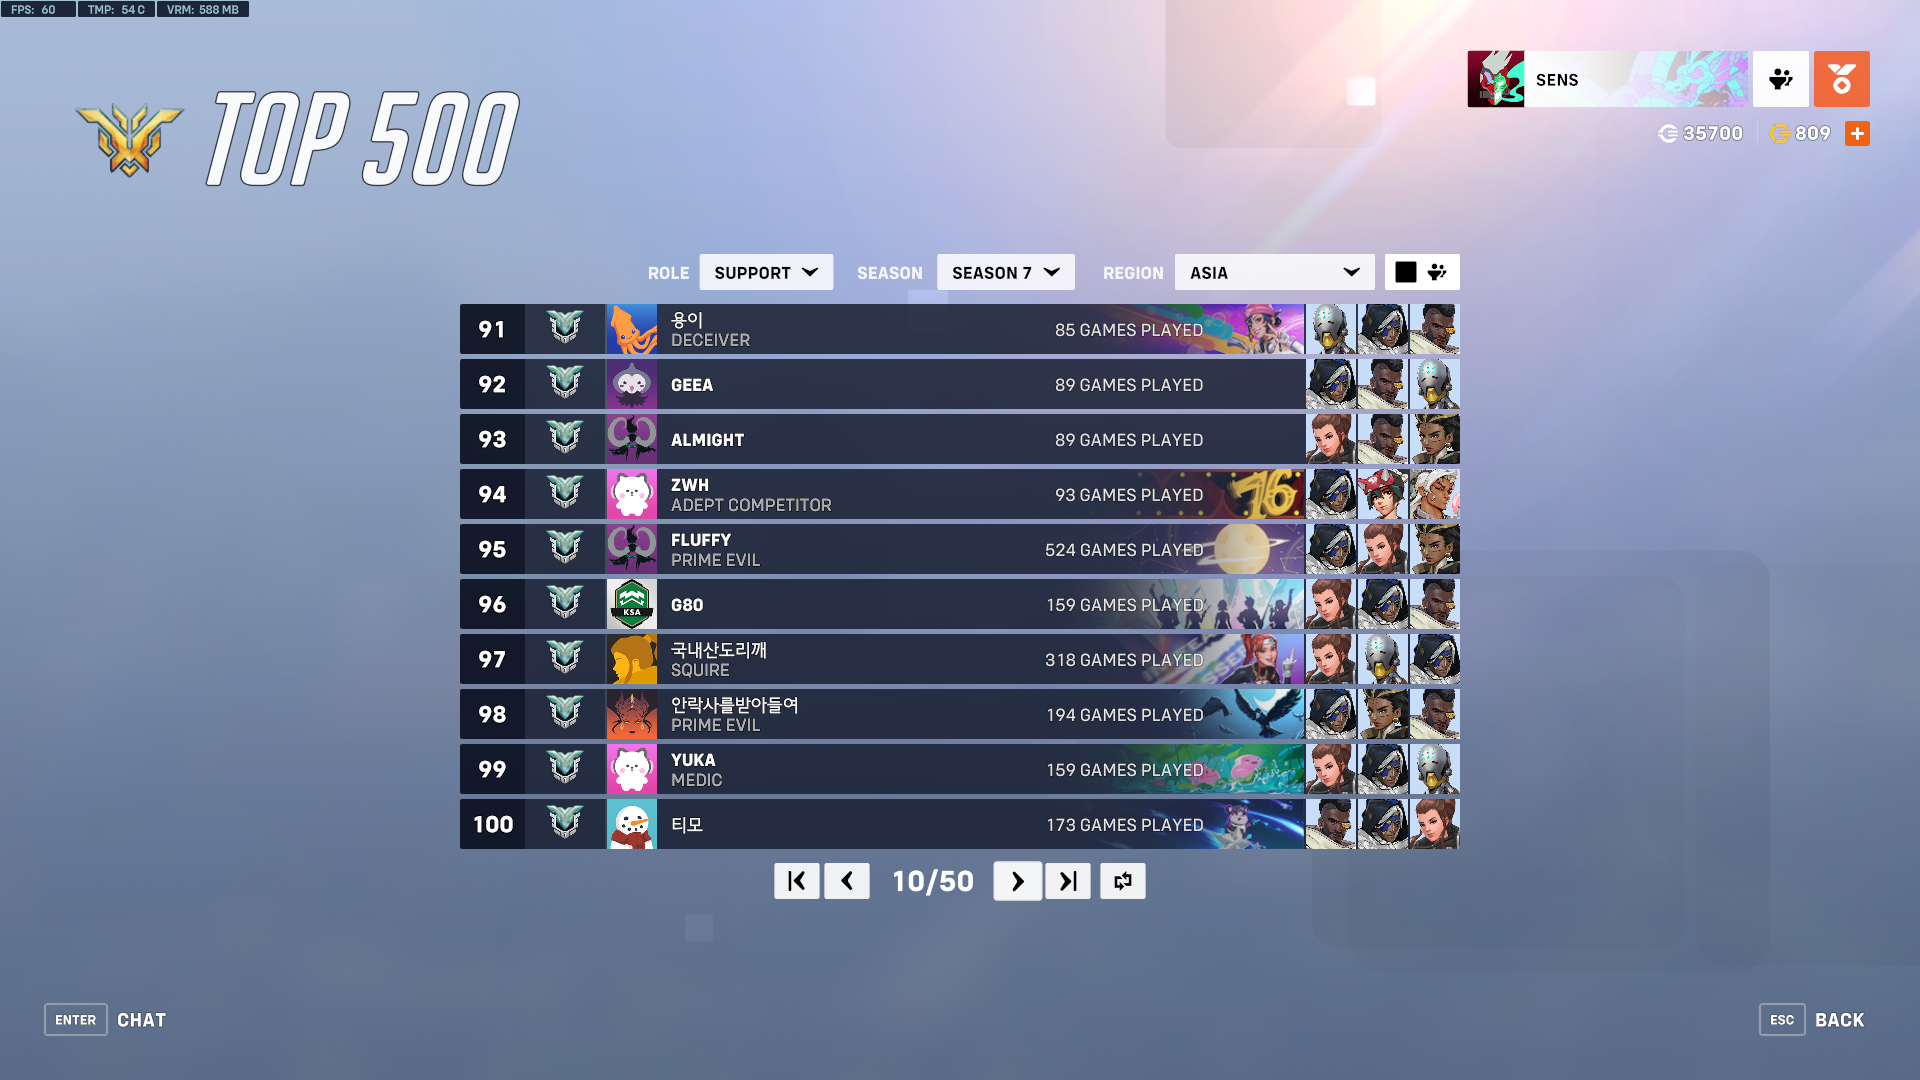 FPS: 60 TMP: 54 C VRM: 588 MB
TOP 500
SENS
35700 809
ROLE SUPPORT SEASON SEASON 7 REGION ASIA
91 용이 85 GAMES PLAYED
DECEIVER
92 GEEA 89 GAMES PLAYED
93 ALMIGHT 89 GAMES PLAYED
94 ZWH 93 GAMES PLAYED 76
ADEPT COMPETITOR
95 FLUFFY 524 GAMES PLAYED
PRIME EVIL
96 KSA G80 159 GAMES PLAYED
97 국내산도리깨 318 GAMES PLAYED
SQUIRE
98 안락사를받아들여 194 GAMES PLAYED
PRIME EVIL
99 YUKA 159 GAMES PLAYED
MEDIC
100 티모 173 GAMES PLAYED
10/50
ENTER CHAT
ESC BACK